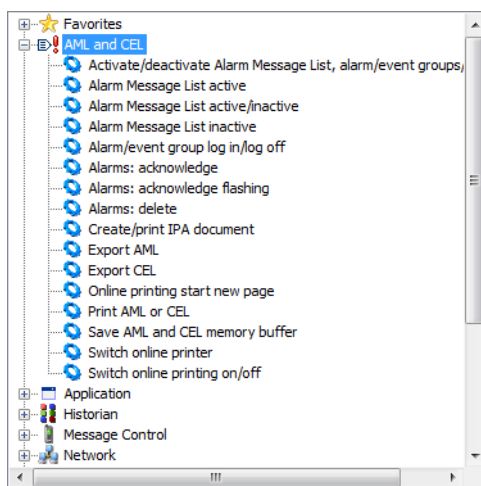 Favorites
AML and CEL
Activate/deactivate Alarm Message List, alarm/event groups,
Alarm Message List active
Alarm Message List active/inactive
Alarm Message List inactive
Alarm/event group log in/log off
Alarms: acknowledge
Alarms: acknowledge flashing
Alarms: delete
Create/print IPA document
Export AML
Export CEL
Online printing start new page
Print AML or CEL
Save AML and CEL memory buffer
Switch online printer
Switch online printing on/off
Application
Historian
Message Control
Network